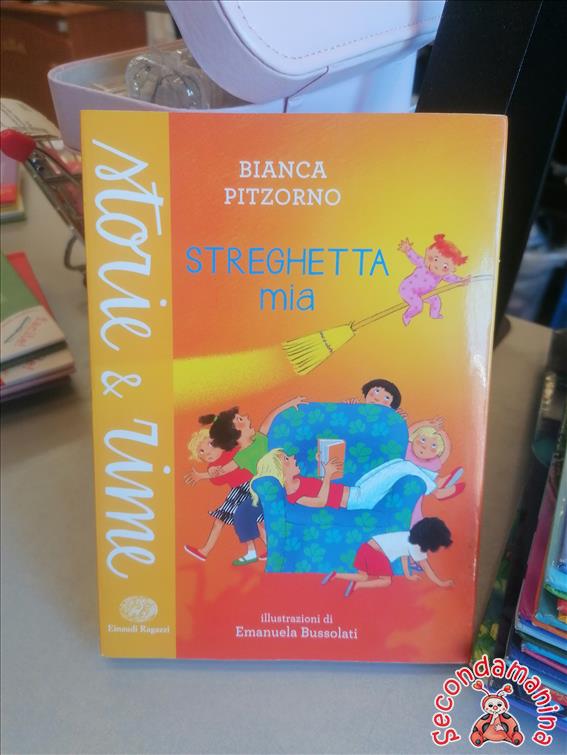 storie & rime
BIANCA
PITZORNO
STREGHETTA
mia
illustrazioni di
Emanuela Bussolati
Einaudi Ragazzi
Secondamanina